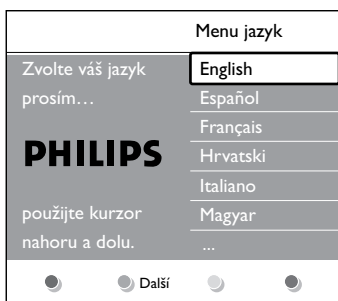 Menu jazyk
Zvolte váš jazyk
prosím…
PHILIPS
použijte kurzor
nahoru a dolu.
English
Español
Français
Hrvatski
Italiano
Magyar
...
Další